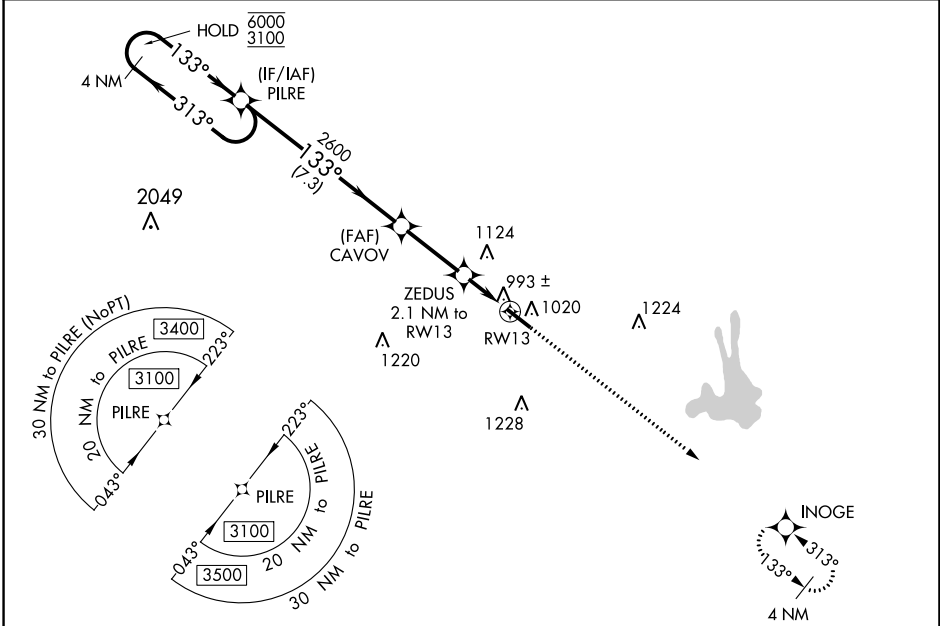 HOLD 6000
3100
133°
4 NM
313°
(IF/IAF)
PILRE
2600
133°
(7.3)
2049
(FAF)
CAVOV
1124
ZEDUS
2.1 NM to
RW13
993 ±
1020
RW13
1224
1220
1228
30 NM to PILRE (NoPT)
3400
20 NM to PILRE
3100
223°
PILRE
043°
223°
PILRE
3100
20 NM to PILRE
043°
3500
30 NM to PILRE
INOGE
313°
133°
4 NM